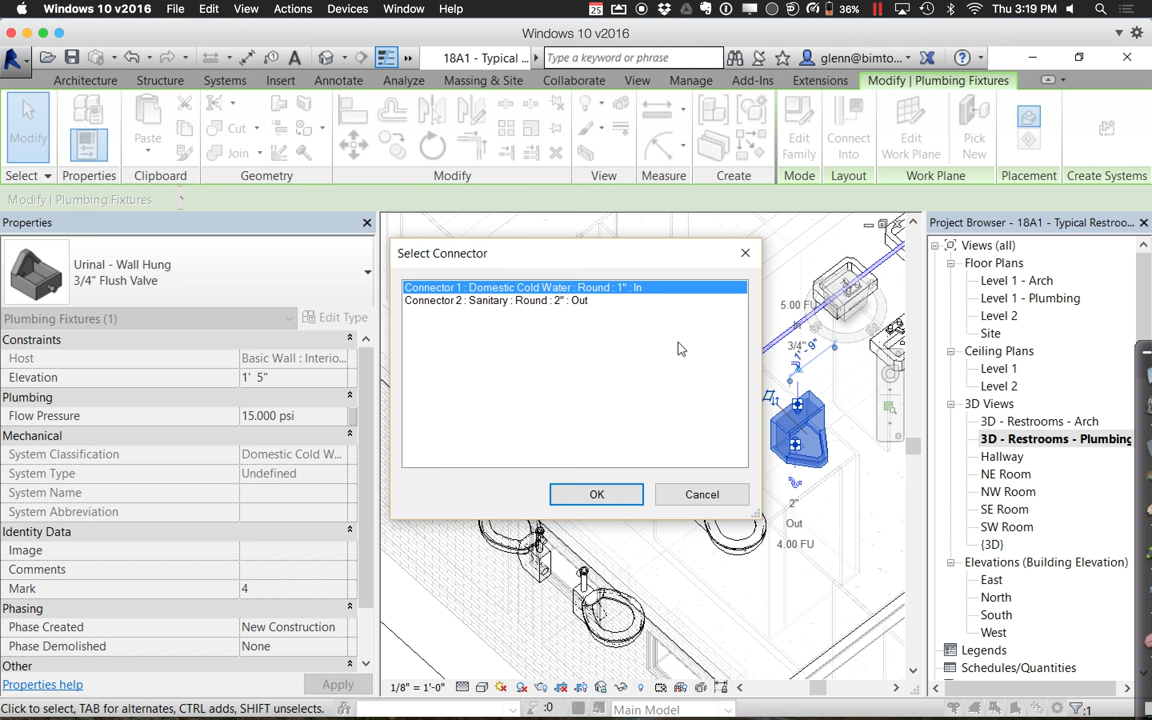 Windows 10 v2016 File Edit View Actions Devices Window Help 25 36% Thu 3:19 PM
Windows 10 v2016
18A1 - Typical ... Type a keyword or phrase glenn@bimto...
Architecture Structure Systems Insert Annotate Analyze Massing & Site Collaborate View Manage Add-Ins Extensions Modify | Plumbing Fixtures
Modify Paste Cut Join Edit Family Connect Into Edit Work Plane Pick New
Select Properties Clipboard Geometry Modify View Measure Create Mode Layout Work Plane Placement Create Systems
Modify | Plumbing Fixtures
Properties
Urinal - Wall Hung
3/4" Flush Valve
Plumbing Fixtures (1) Edit Type
Constraints
Host Basic Wall : Interio...
Elevation 1' 5"
Plumbing
Flow Pressure 15.000 psi
Mechanical
System Classification Domestic Cold W...
System Type Undefined
System Name
System Abbreviation
Identity Data
Image
Comments
Mark 4
Phasing
Phase Created New Construction
Phase Demolished None
Other
Properties help Apply
Select Connector
Connector 1 : Domestic Cold Water : Round : 1" : In
Connector 2 : Sanitary : Round : 2" : Out
OK Cancel
5.00 FU
In
3/4"
1' - 9"
2"
Out
4.00 FU
1/8" = 1'-0"
Project Browser - 18A1 - Typical Restroo...
Views (all)
Floor Plans
Level 1 - Arch
Level 1 - Plumbing
Level 2
Site
Ceiling Plans
Level 1
Level 2
3D Views
3D - Restrooms - Arch
3D - Restrooms - Plumbing
Hallway
NE Room
NW Room
SE Room
SW Room
{3D}
Elevations (Building Elevation)
East
North
South
West
Legends
Schedules/Quantities
Click to select, TAB for alternates, CTRL adds, SHIFT unselects. :0 Main Model :1